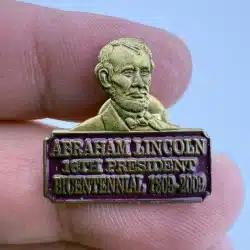 ABRAHAM LINCOLN
16TH PRESIDENT
BICENTENNIAL 1809-2009